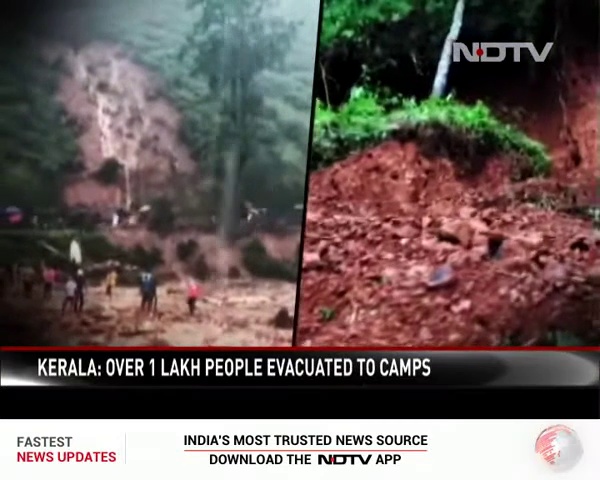 NDTV
KERALA: OVER 1 LAKH PEOPLE EVACUATED TO CAMPS
FASTEST
NEWS UPDATES
INDIA'S MOST TRUSTED NEWS SOURCE
DOWNLOAD THE NDTV APP